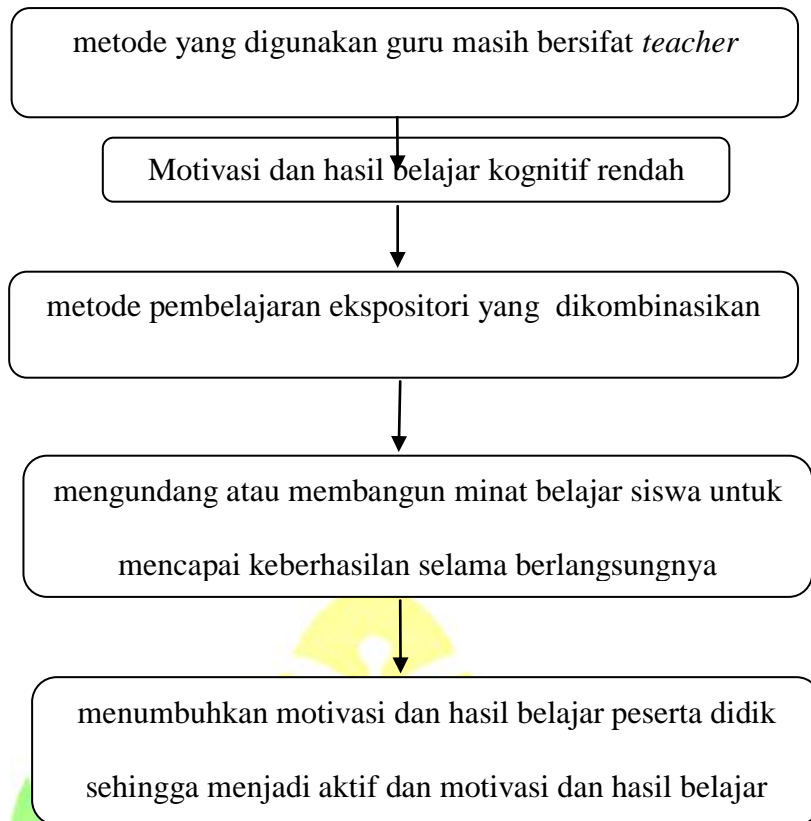 metode yang digunakan guru masih bersifat teacher
Motivasi dan hasil belajar kognitif rendah
metode pembelajaran ekspositori yang dikombinasikan
mengundang atau membangun minat belajar siswa untuk
mencapai keberhasilan selama berlangsungnya
menumbuhkan motivasi dan hasil belajar peserta didik
sehingga menjadi aktif dan motivasi dan hasil belajar